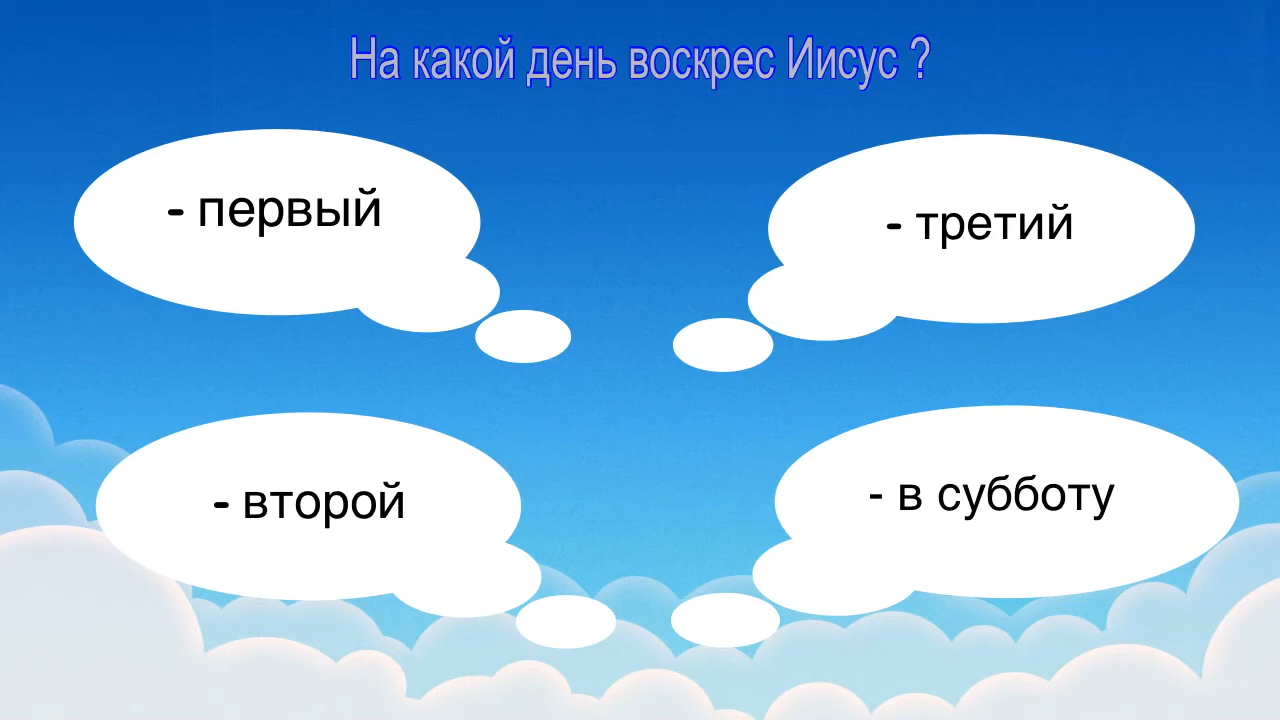 На какой день воскрес Иисус ?
- первый
- третий
- второй
- в субботу